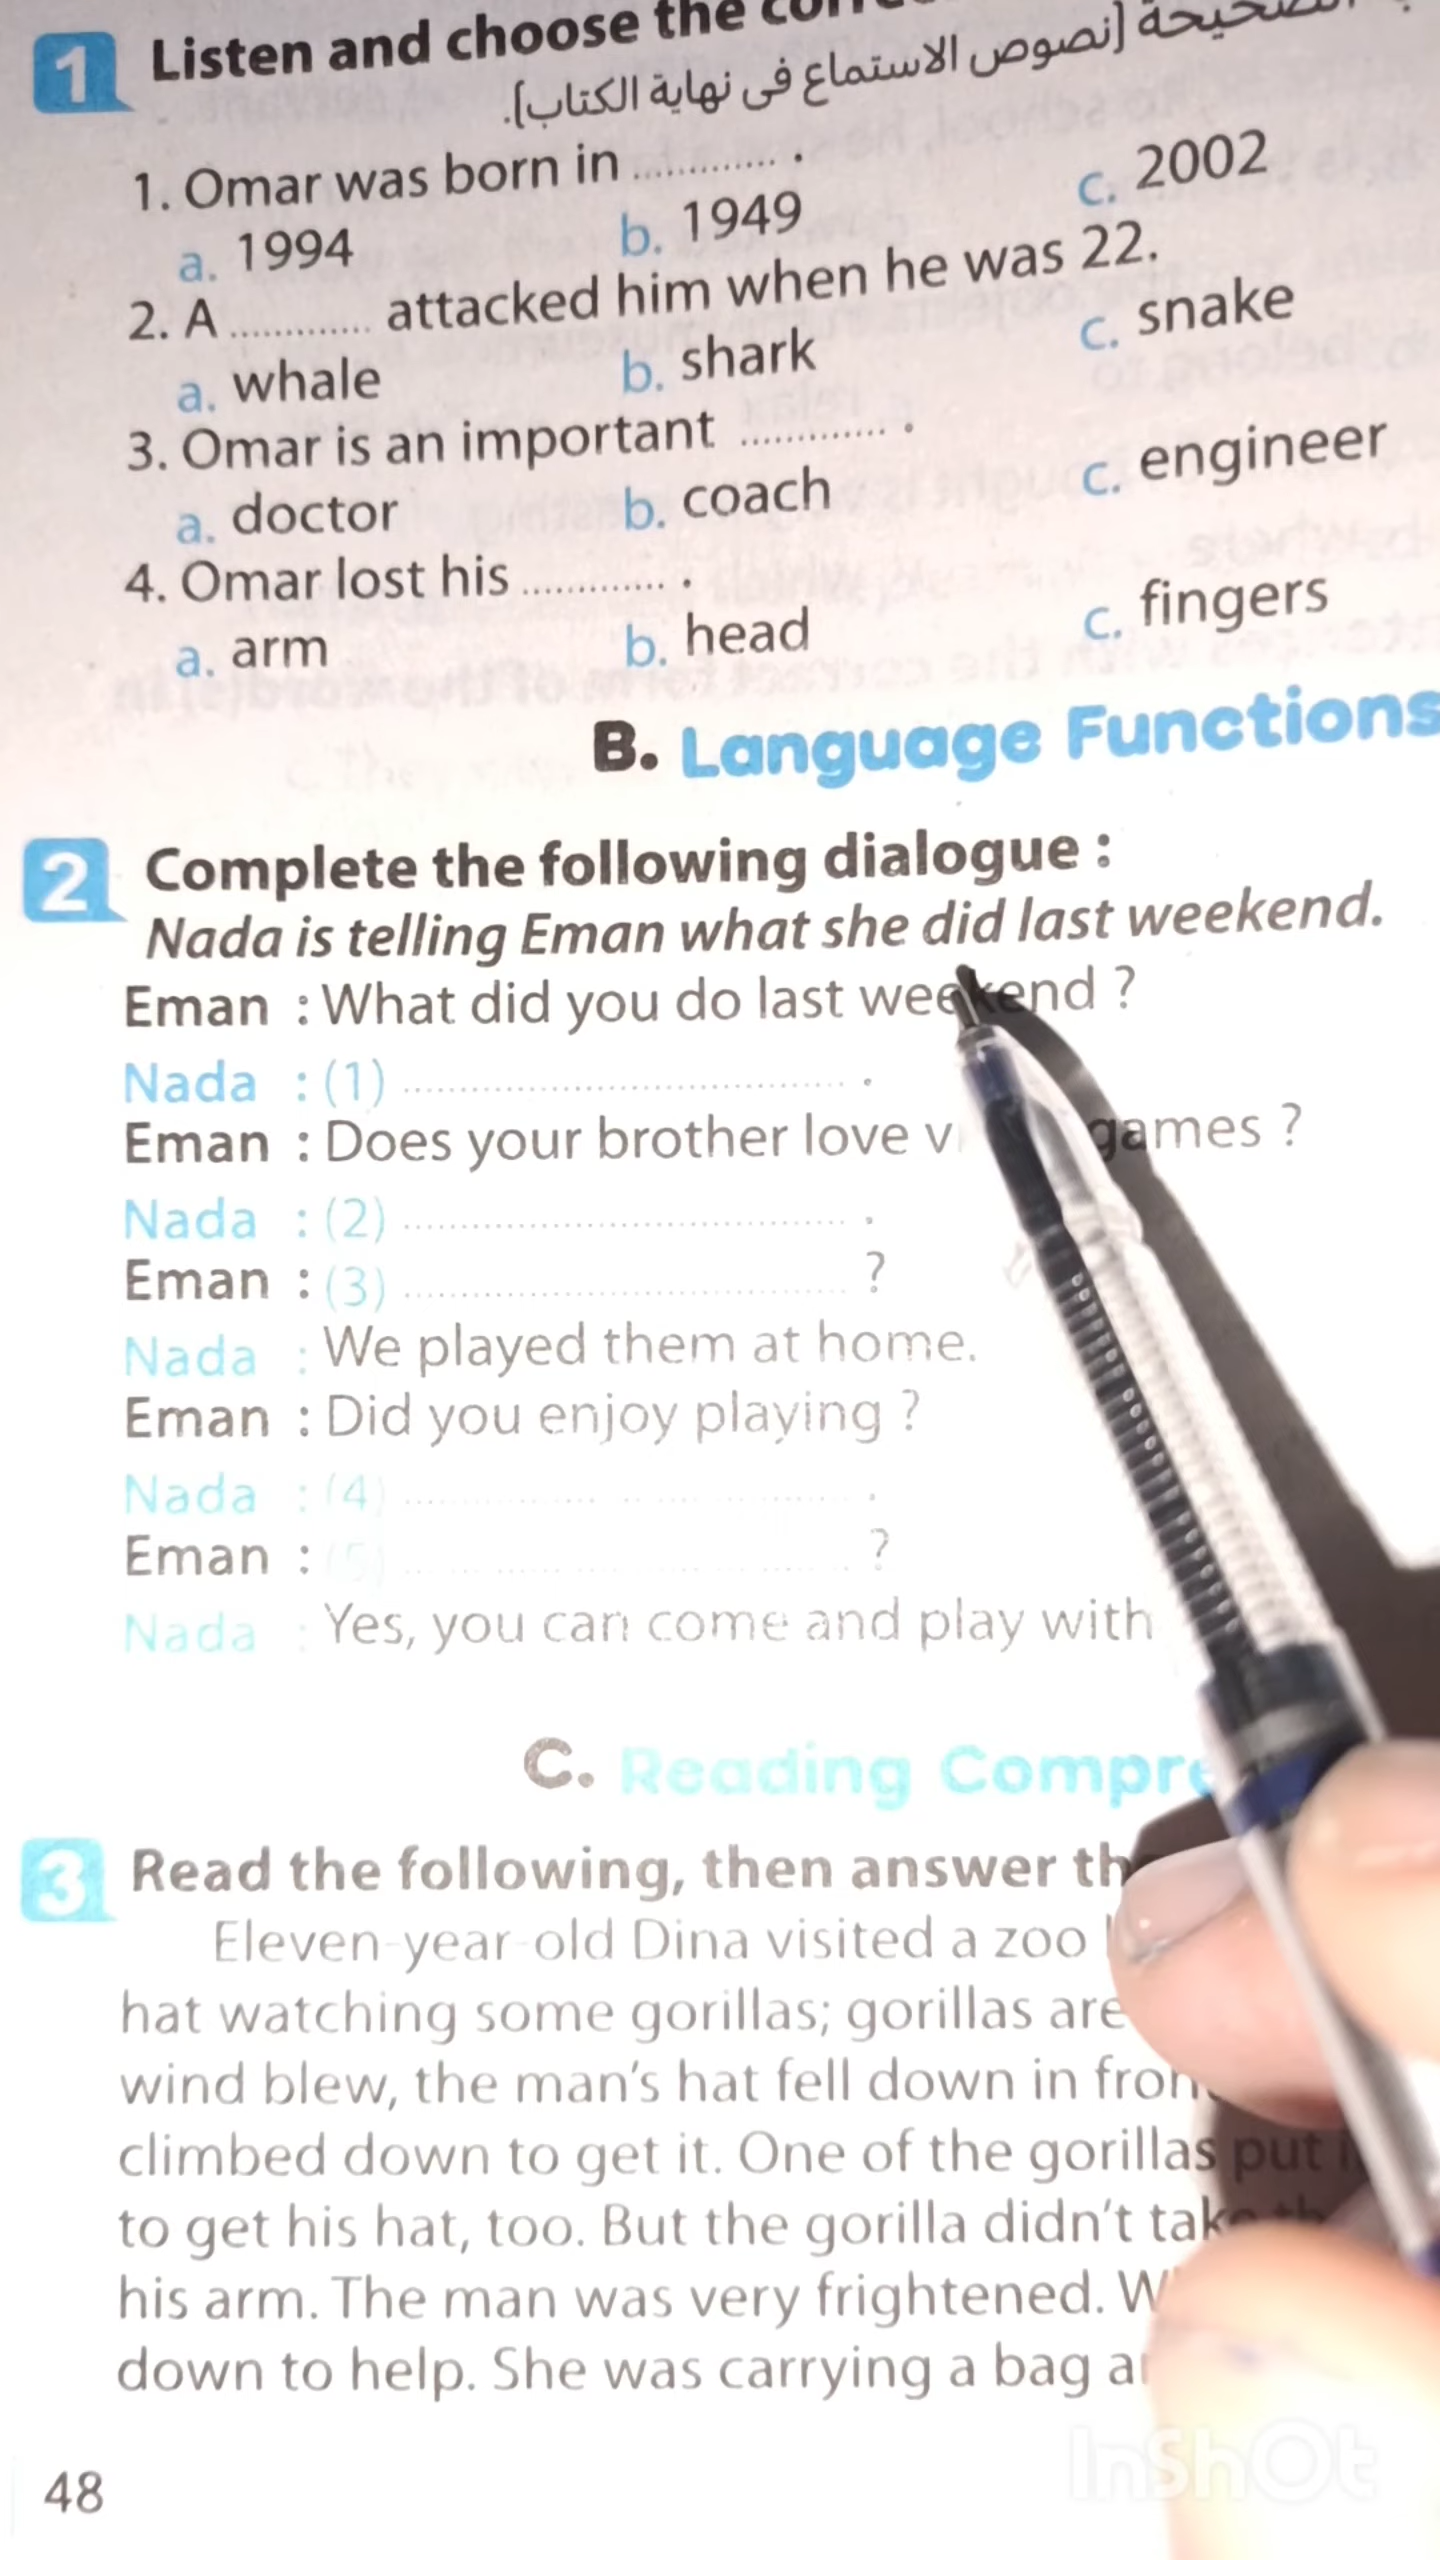 1 Listen and choose the
[نصوص الاستماع فى نهاية الكتاب].
1. Omar was born in ............. .
a. 1994 b. 1949 c. 2002
2. A ............. attacked him when he was 22.
a. whale b. shark c. snake
3. Omar is an important ............. .
a. doctor b. coach c. engineer
4. Omar lost his ............. .
a. arm b. head c. fingers
B. Language Functions
2 Complete the following dialogue :
Nada is telling Eman what she did last weekend.
Eman : What did you do last weekend ?
Nada : (1) ............. .
Eman : Does your brother love games ?
Nada : (2) ............. .
Eman : (3) ............. ?
Nada : We played them at home.
Eman : Did you enjoy playing ?
Nada : (4) ............. .
Eman : (5) ............. ?
Nada : Yes, you can come and play with
C. Reading
3 Read the following, then answer
Eleven-year-old Dina visited a zoo
hat watching some gorillas; gorillas are
wind blew, the man's hat fell down in
climbed down to get it. One of the gorillas put
to get his hat, too. But the gorilla didn't
his arm. The man was very frightened.
down to help. She was carrying a bag
48
InShOt